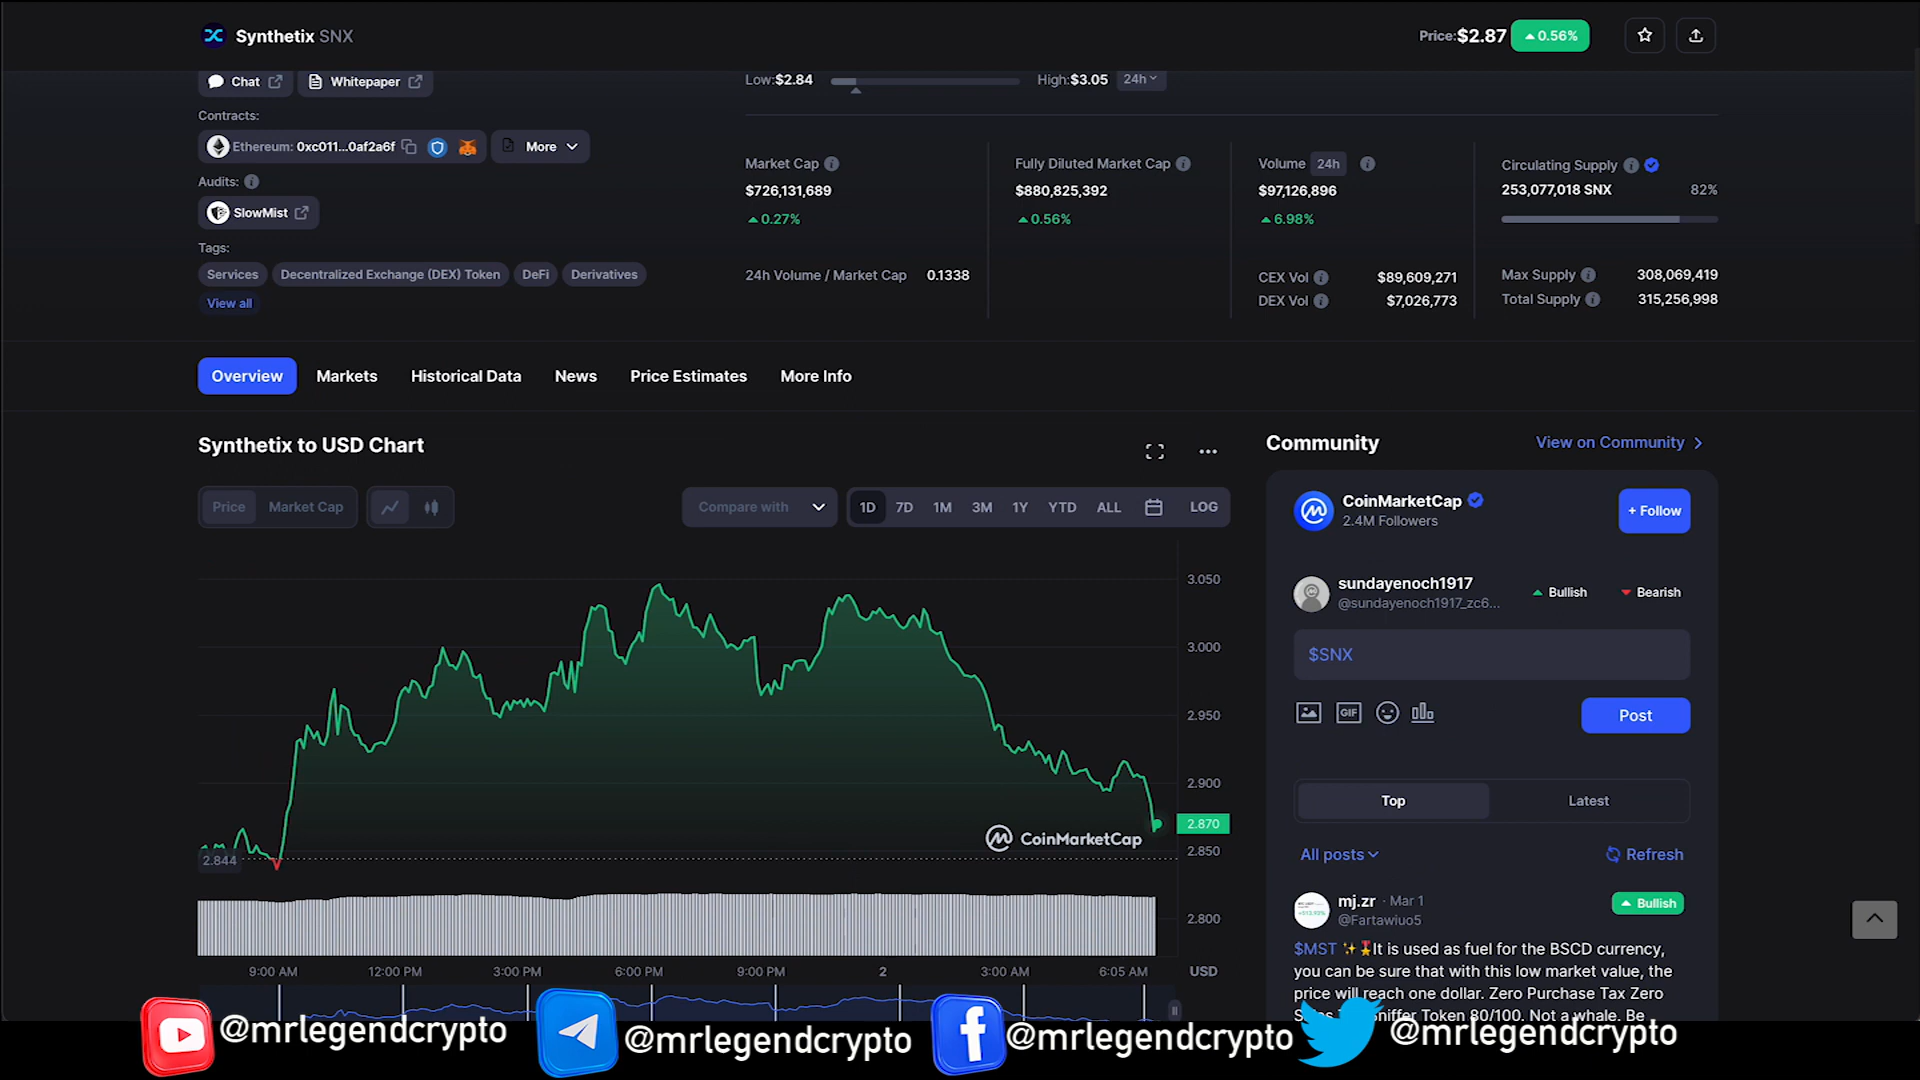 Synthetix SNX
Price:$2.87 0.56%
Chat Whitepaper
Low:$2.84 High:$3.05 24h
Contracts:
Ethereum: 0xc011...0af2a6f More
Audits:
SlowMist
Tags:
Services Decentralized Exchange (DEX) Token DeFi Derivatives
View all
Market Cap
$726,131,689
0.27%
24h Volume / Market Cap 0.1338
Fully Diluted Market Cap
$880,825,392
0.56%
Volume 24h
$97,126,896
6.98%
CEX Vol $89,609,271
DEX Vol $7,026,773
Circulating Supply
253,077,018 SNX 82%
Max Supply 308,069,419
Total Supply 315,256,998
Overview Markets Historical Data News Price Estimates More Info
Synthetix to USD Chart
Price Market Cap
Compare with
1D 7D 1M 3M 1Y YTD ALL LOG
3.050
3.000
2.950
2.900
2.870
2.850
2.800
2.844
CoinMarketCap
9:00 AM 12:00 PM 3:00 PM 6:00 PM 9:00 PM 2 3:00 AM 6:05 AM USD
Community View on Community
CoinMarketCap
2.4M Followers
+ Follow
sundayenoch1917
@sundayenoch1917_zc6...
Bullish Bearish
$SNX
GIF
Post
Top Latest
All posts Refresh
mj.zr · Mar 1
@Fartawiuo5
Bullish
$MST ✨🎖It is used as fuel for the BSCD currency,
you can be sure that with this low market value, the
price will reach one dollar. Zero Purchase Tax Zero
Token 80/100. Not a whale. Be
@mrlegendcrypto @mrlegendcrypto @mrlegendcrypto @mrlegendcrypto